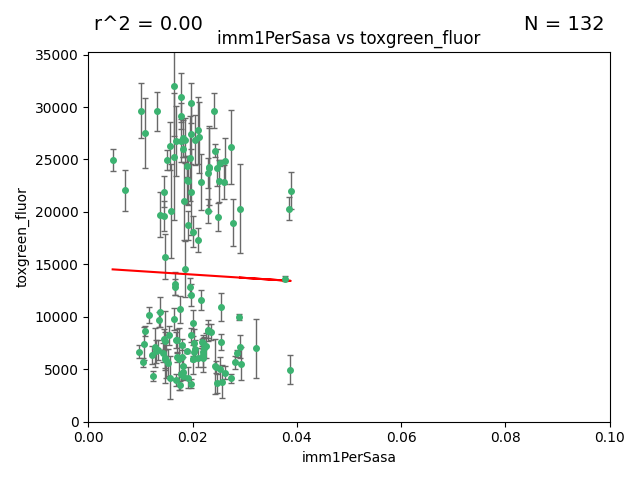 r^2 = 0.00
N = 132
imm1PerSasa vs toxgreen_fluor
toxgreen_fluor
35000
30000
25000
20000
15000
10000
5000
0
0.00 0.02 0.04 0.06 0.08 0.10
imm1PerSasa